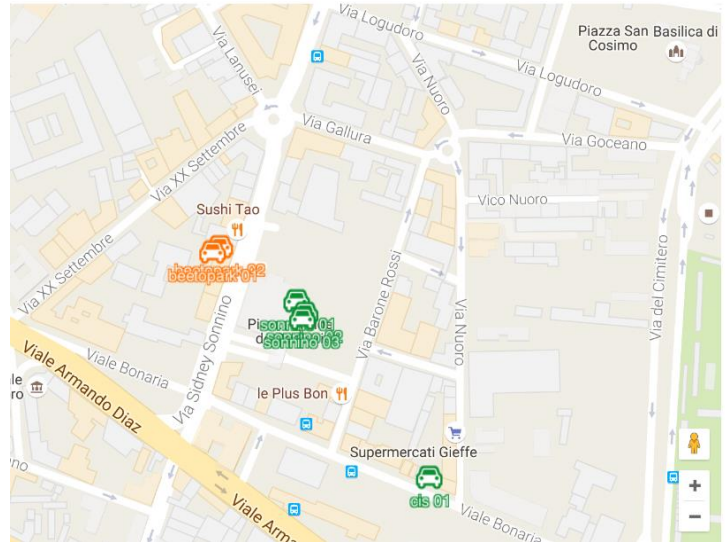 Via Logudoro
Piazza San
Cosimo
Basilica di
Via Lanusei
Via Nuoro
Via Logudoro
Via Gallura
Via Goceano
Via XX Settembre
Sushi Tao
Vico Nuoro
beetopark 01
Via XX Settembre
Via Sidney Sonnino
Via Barone Rossi
Via Nuoro
Via del Cimitero
sonnino 03
Viale Bonaria
Viale Armando Diaz
le Plus Bon
Supermercati Gieffe
cis 01
Viale Bonaria
Viale Arma
+
−